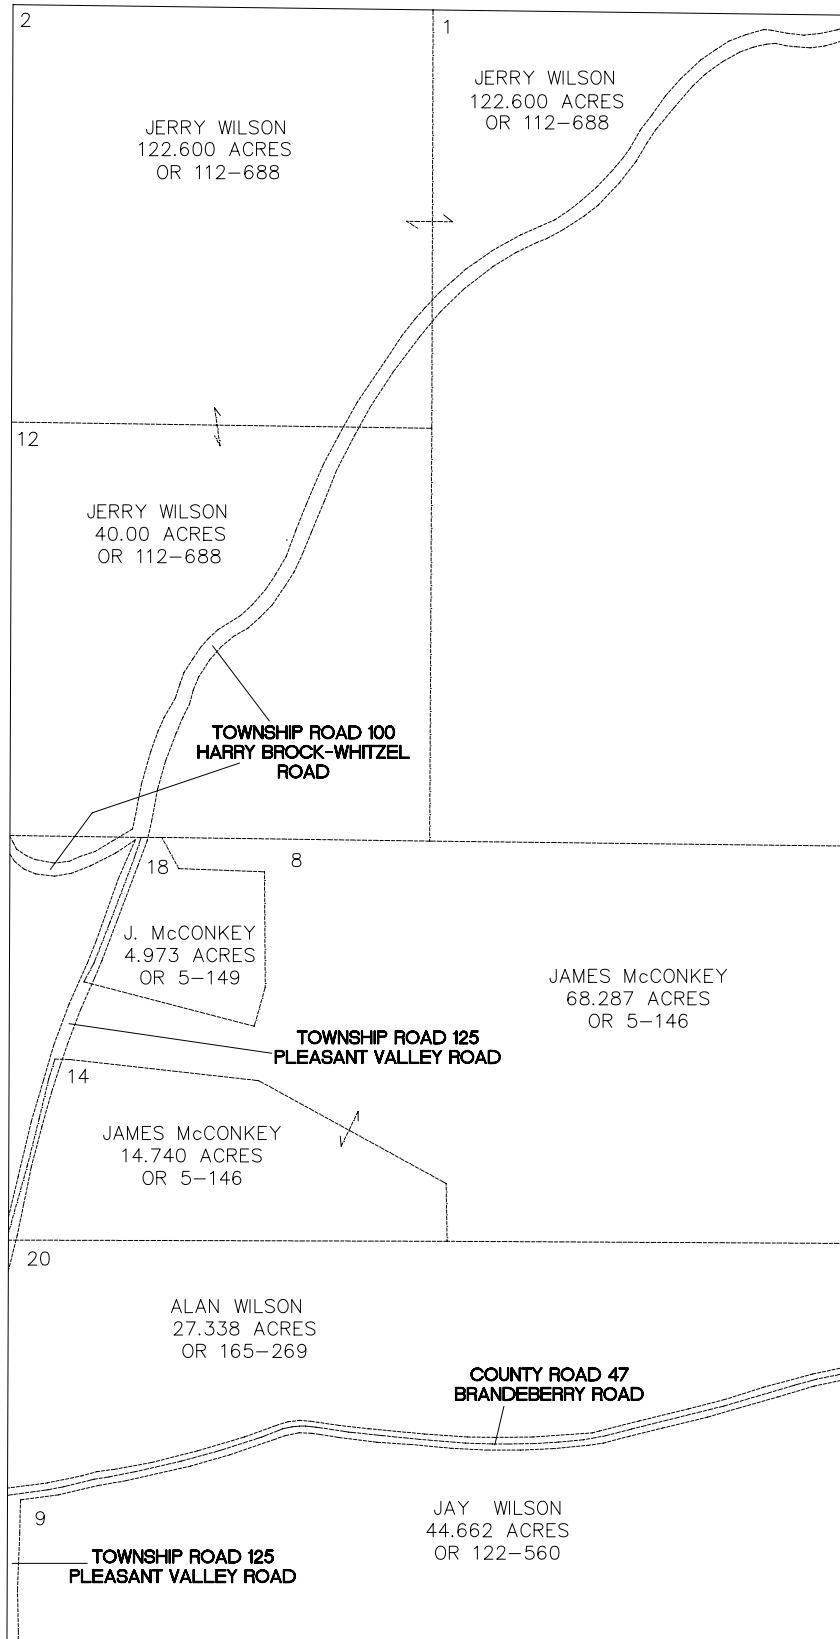 2
1
JERRY WILSON
122.600 ACRES
OR 112-688
JERRY WILSON
122.600 ACRES
OR 112-688
12
JERRY WILSON
40.00 ACRES
OR 112-688
TOWNSHIP ROAD 100
HARRY BROCK-WHITZEL
ROAD
18
8
J. McCONKEY
4.973 ACRES
OR 5-149
JAMES McCONKEY
68.287 ACRES
OR 5-146
TOWNSHIP ROAD 125
PLEASANT VALLEY ROAD
14
JAMES McCONKEY
14.740 ACRES
OR 5-146
20
ALAN WILSON
27.338 ACRES
OR 165-269
COUNTY ROAD 47
BRANDEBERRY ROAD
9
JAY WILSON
44.662 ACRES
OR 122-560
TOWNSHIP ROAD 125
PLEASANT VALLEY ROAD